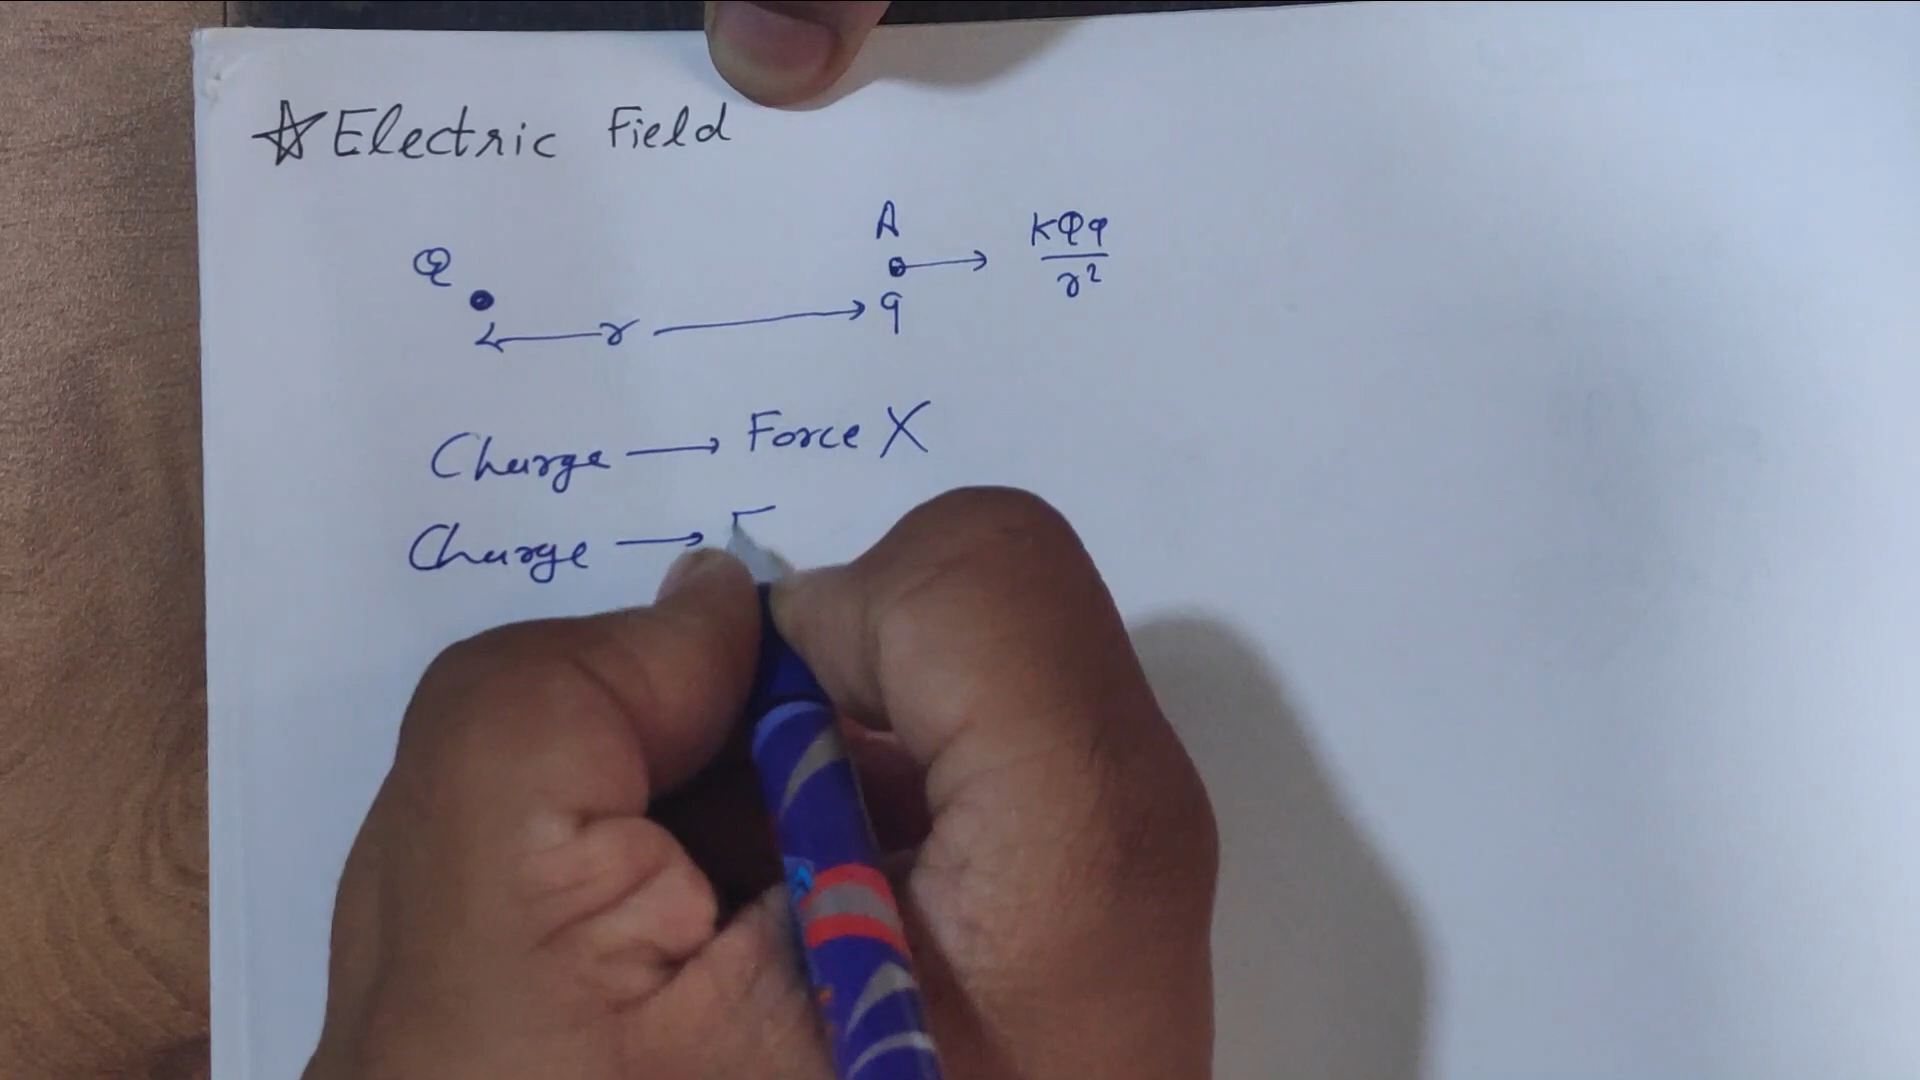 ☆ Electric Field
A
Q
kQq
r²
q
r
Charge → Force X
Charge → F